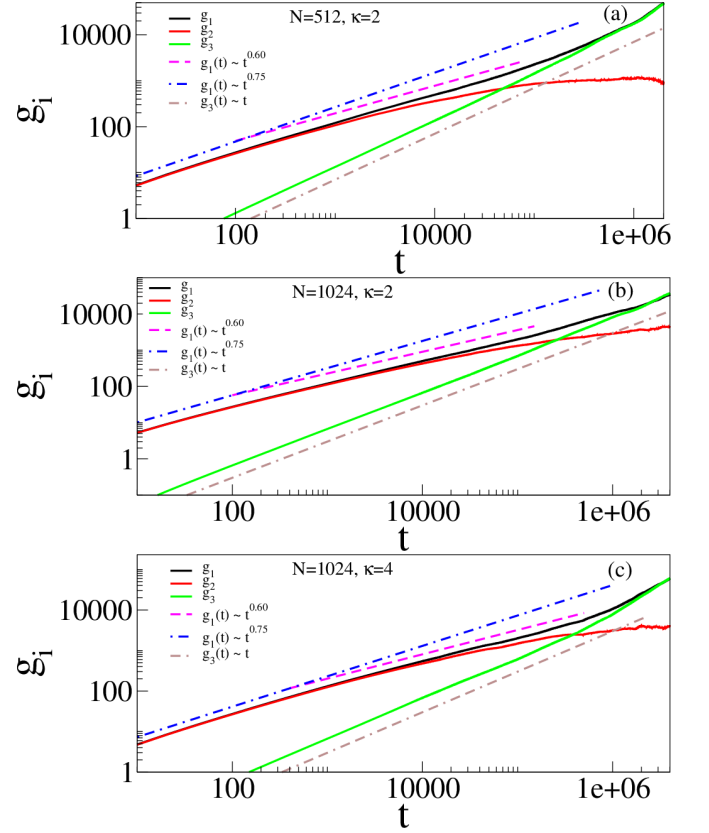 N=512, κ=2
(a)
g1
g2
g3
g1(t) ~ t^0.60
g1(t) ~ t^0.75
g3(t) ~ t
gi
10000
100
1
100
10000
1e+06
t
N=1024, κ=2
(b)
g1
g2
g3
g1(t) ~ t^0.60
g1(t) ~ t^0.75
g3(t) ~ t
gi
10000
100
1
100
10000
1e+06
t
N=1024, κ=4
(c)
g1
g2
g3
g1(t) ~ t^0.60
g1(t) ~ t^0.75
g3(t) ~ t
gi
10000
100
1
100
10000
1e+06
t